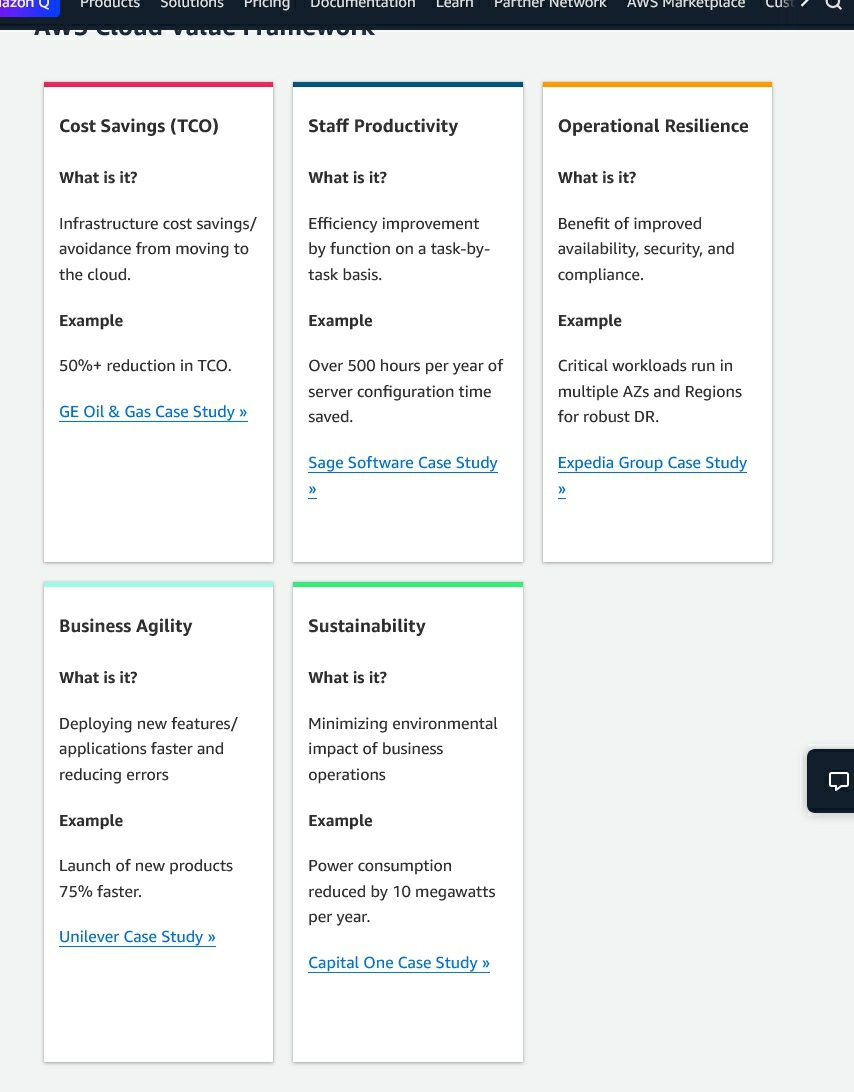 Products Solutions Pricing Documentation Learn Partner Network AWS Marketplace
AWS Cloud Value Framework
Cost Savings (TCO)
What is it?
Infrastructure cost savings/
avoidance from moving to
the cloud.
Example
50%+ reduction in TCO.
GE Oil & Gas Case Study »
Staff Productivity
What is it?
Efficiency improvement
by function on a task-by-
task basis.
Example
Over 500 hours per year of
server configuration time
saved.
Sage Software Case Study
»
Operational Resilience
What is it?
Benefit of improved
availability, security, and
compliance.
Example
Critical workloads run in
multiple AZs and Regions
for robust DR.
Expedia Group Case Study
»
Business Agility
What is it?
Deploying new features/
applications faster and
reducing errors
Example
Launch of new products
75% faster.
Unilever Case Study »
Sustainability
What is it?
Minimizing environmental
impact of business
operations
Example
Power consumption
reduced by 10 megawatts
per year.
Capital One Case Study »